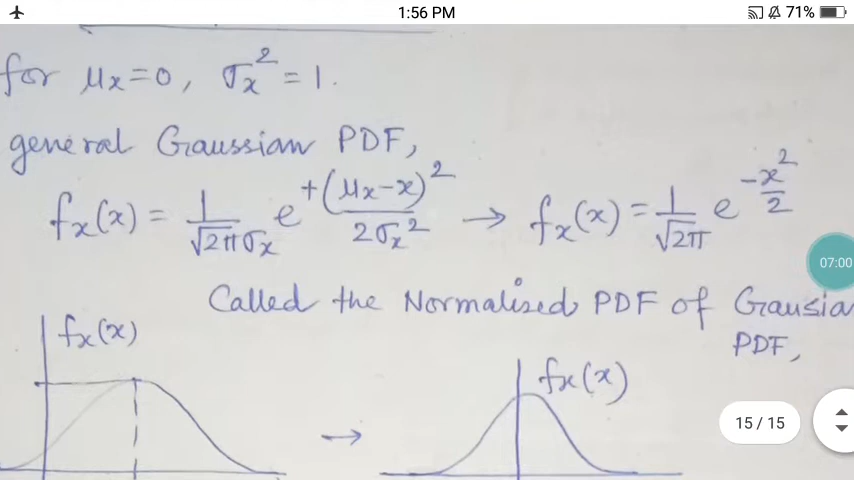 1:56 PM
71%
for μx=0, σx² = 1.
general Gaussian PDF,
fx(x) = 1/√2π σx e^+(μx-x)²/2σx² → fx(x) = 1/√2π e^-x²/2
07:00
Called the Normalised PDF of Gausia
PDF,
fx(x)
fx(x)
→
15 / 15